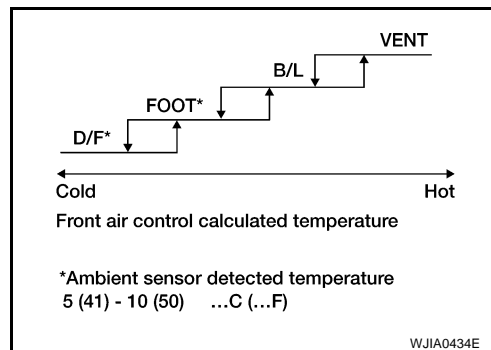 VENT
B/L
FOOT*
D/F*
Cold Hot
Front air control calculated temperature
*Ambient sensor detected temperature
5 (41) - 10 (50) ...C (...F)
WJIA0434E